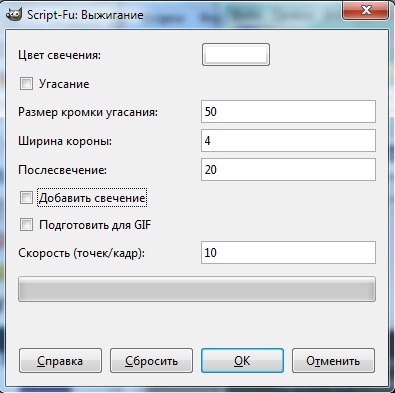 Script-Fu: Выжигание
Цвет свечения:
Угасание
Размер кромки угасания: 50
Ширина короны: 4
Послесвечение: 20
Добавить свечение
Подготовить для GIF
Скорость (точек/кадр): 10
Справка Сбросить OK Отменить